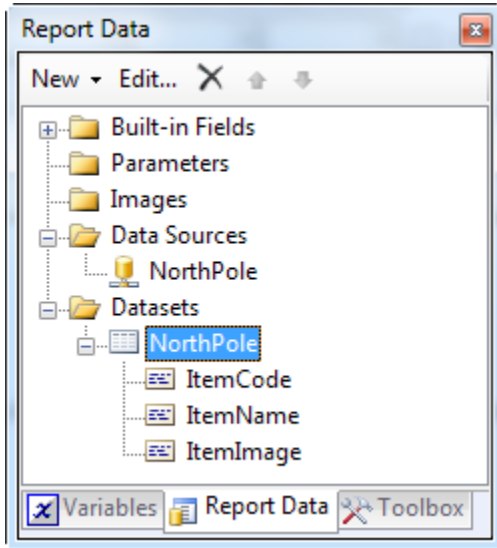 Report Data
New Edit...
Built-in Fields
Parameters
Images
Data Sources
NorthPole
Datasets
NorthPole
ItemCode
ItemName
ItemImage
Variables Report Data Toolbox